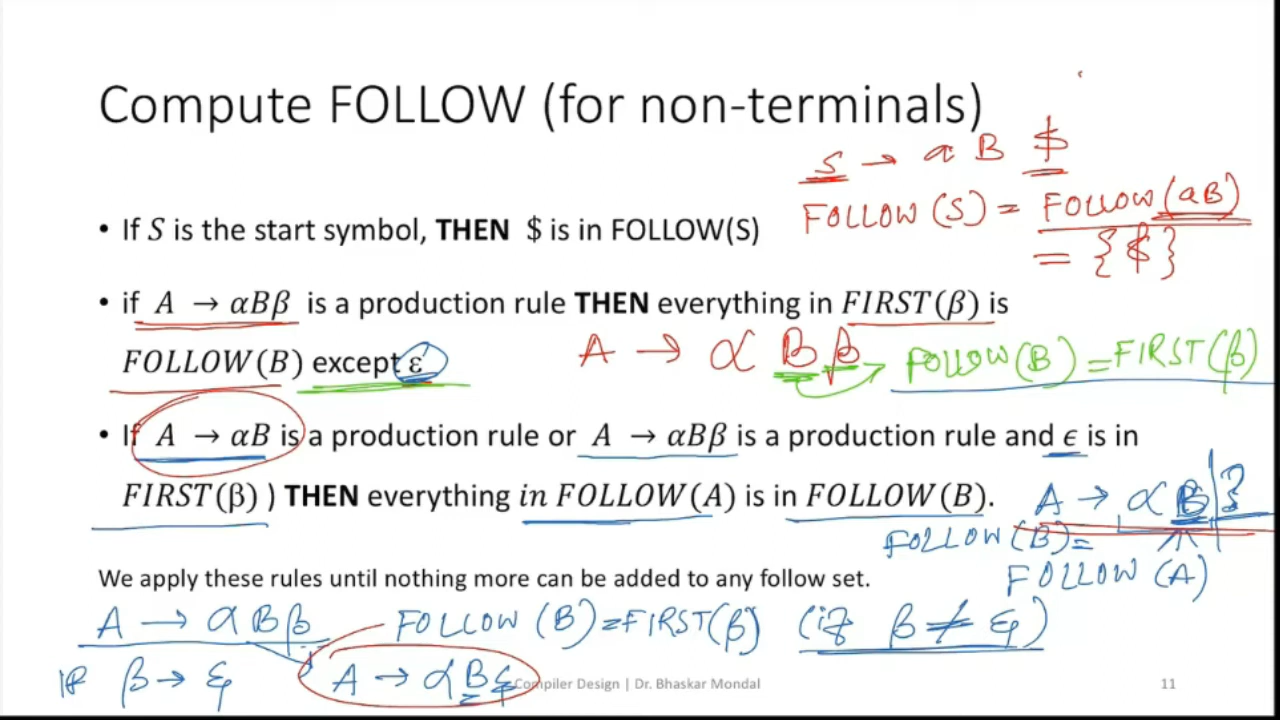 Compute FOLLOW (for non-terminals)
S → a B $
FOLLOW (S) = FOLLOW (aB)
= {$}
• If S is the start symbol, THEN $ is in FOLLOW(S)
• if A → αBβ is a production rule THEN everything in FIRST(β) is
FOLLOW(B) except ε
A → α B β
FOLLOW(B) = FIRST(β)
• If A → αB is a production rule or A → αBβ is a production rule and ϵ is in
FIRST(β) ) THEN everything in FOLLOW(A) is in FOLLOW(B).
A → α B
FOLLOW (B) =
FOLLOW (A)
We apply these rules until nothing more can be added to any follow set.
A → α B β FOLLOW (B) = FIRST(β) (if β ≠ ε)
IF β → ε A → α B ε
Compiler Design | Dr. Bhaskar Mondal
11